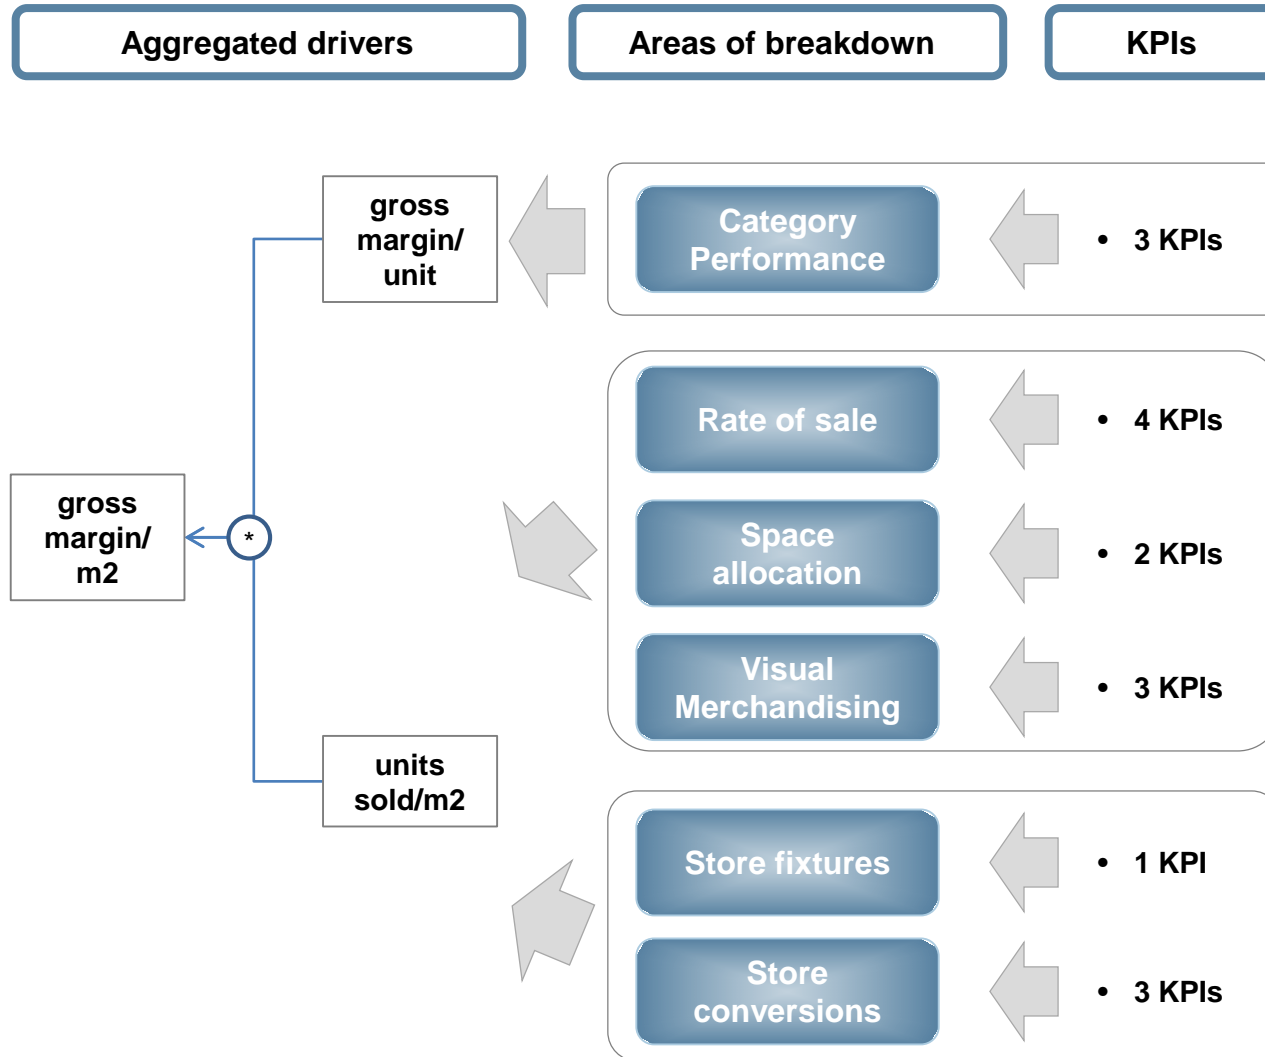 Aggregated drivers
Areas of breakdown
KPIs
gross
margin/
unit
Category
Performance
• 3 KPIs
Rate of sale
• 4 KPIs
gross
margin/
m2
*
Space
allocation
• 2 KPIs
Visual
Merchandising
• 3 KPIs
units
sold/m2
Store fixtures
• 1 KPI
Store
conversions
• 3 KPIs